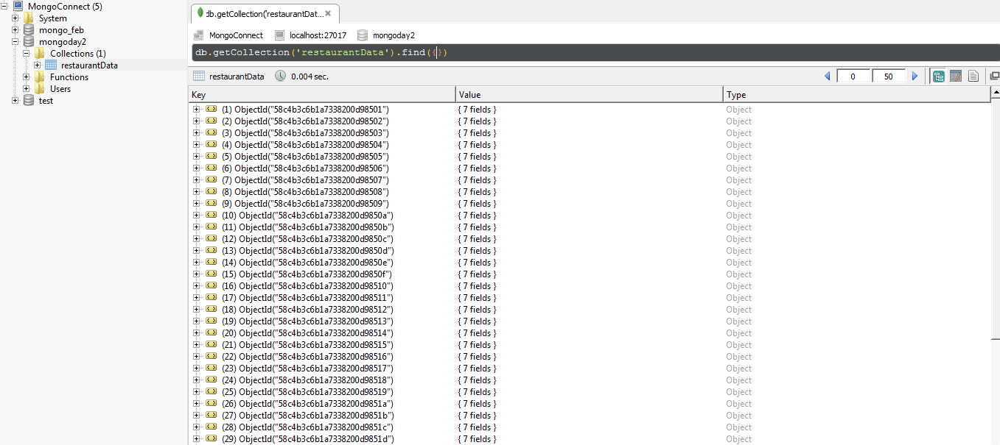 MongoConnect (5)
System
mongo_feb
mongoday2
Collections (1)
restaurantData
Functions
Users
test
db.getCollection('restaurantDat...
MongoConnect localhost:27017 mongoday2
db.getCollection('restaurantData').find({})
restaurantData 0.004 sec. 0 50
Key Value Type
(1) ObjectId("58c4b3c6b1a7338200d98501") { 7 fields } Object
(2) ObjectId("58c4b3c6b1a7338200d98502") { 7 fields } Object
(3) ObjectId("58c4b3c6b1a7338200d98503") { 7 fields } Object
(4) ObjectId("58c4b3c6b1a7338200d98504") { 7 fields } Object
(5) ObjectId("58c4b3c6b1a7338200d98505") { 7 fields } Object
(6) ObjectId("58c4b3c6b1a7338200d98506") { 7 fields } Object
(7) ObjectId("58c4b3c6b1a7338200d98507") { 7 fields } Object
(8) ObjectId("58c4b3c6b1a7338200d98508") { 7 fields } Object
(9) ObjectId("58c4b3c6b1a7338200d98509") { 7 fields } Object
(10) ObjectId("58c4b3c6b1a7338200d9850a") { 7 fields } Object
(11) ObjectId("58c4b3c6b1a7338200d9850b") { 7 fields } Object
(12) ObjectId("58c4b3c6b1a7338200d9850c") { 7 fields } Object
(13) ObjectId("58c4b3c6b1a7338200d9850d") { 7 fields } Object
(14) ObjectId("58c4b3c6b1a7338200d9850e") { 7 fields } Object
(15) ObjectId("58c4b3c6b1a7338200d9850f") { 7 fields } Object
(16) ObjectId("58c4b3c6b1a7338200d98510") { 7 fields } Object
(17) ObjectId("58c4b3c6b1a7338200d98511") { 7 fields } Object
(18) ObjectId("58c4b3c6b1a7338200d98512") { 7 fields } Object
(19) ObjectId("58c4b3c6b1a7338200d98513") { 7 fields } Object
(20) ObjectId("58c4b3c6b1a7338200d98514") { 7 fields } Object
(21) ObjectId("58c4b3c6b1a7338200d98515") { 7 fields } Object
(22) ObjectId("58c4b3c6b1a7338200d98516") { 7 fields } Object
(23) ObjectId("58c4b3c6b1a7338200d98517") { 7 fields } Object
(24) ObjectId("58c4b3c6b1a7338200d98518") { 7 fields } Object
(25) ObjectId("58c4b3c6b1a7338200d98519") { 7 fields } Object
(26) ObjectId("58c4b3c6b1a7338200d9851a") { 7 fields } Object
(27) ObjectId("58c4b3c6b1a7338200d9851b") { 7 fields } Object
(28) ObjectId("58c4b3c6b1a7338200d9851c") { 7 fields } Object
(29) ObjectId("58c4b3c6b1a7338200d9851d") { 7 fields } Object